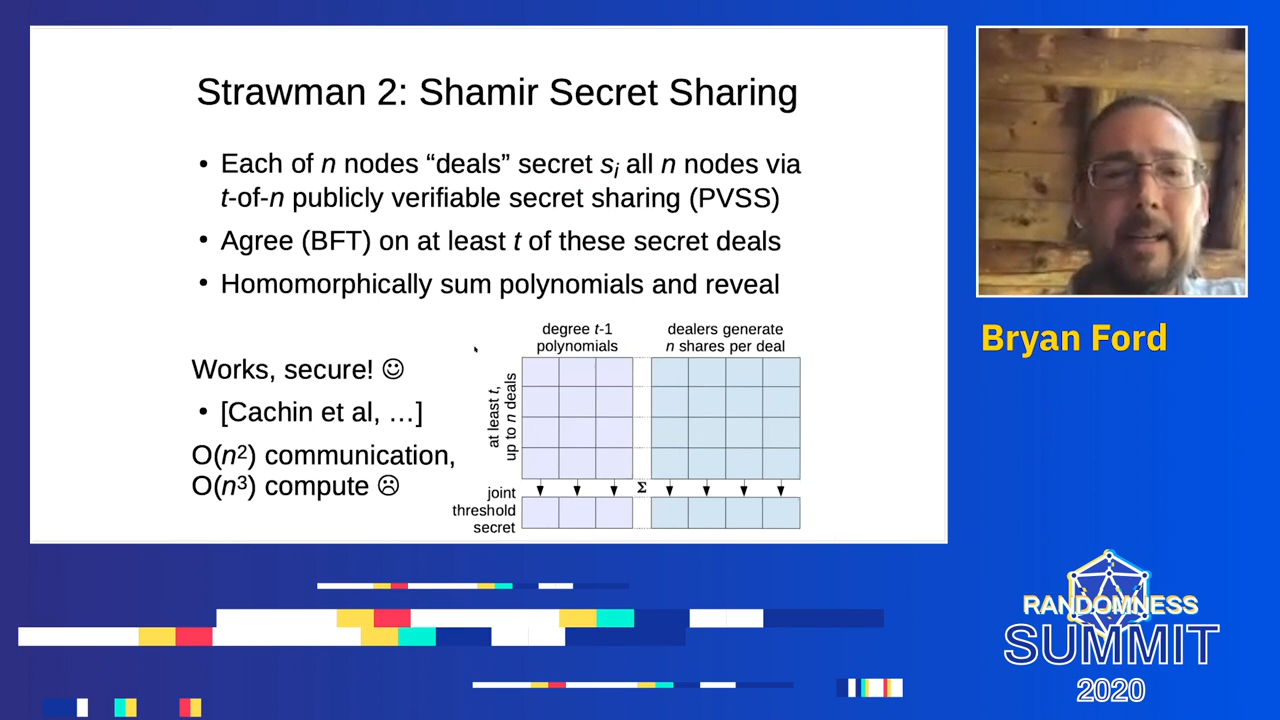 Strawman 2: Shamir Secret Sharing
• Each of n nodes “deals” secret sᵢ all n nodes via
t-of-n publicly verifiable secret sharing (PVSS)
• Agree (BFT) on at least t of these secret deals
• Homomorphically sum polynomials and reveal
Works, secure! ☺
• [Cachin et al, …]
O(n²) communication,
O(n³) compute ☹
degree t-1
polynomials
dealers generate
n shares per deal
at least t,
up to n deals
Σ
joint
threshold
secret
Bryan Ford
RANDOMNESS
SUMMIT
2020